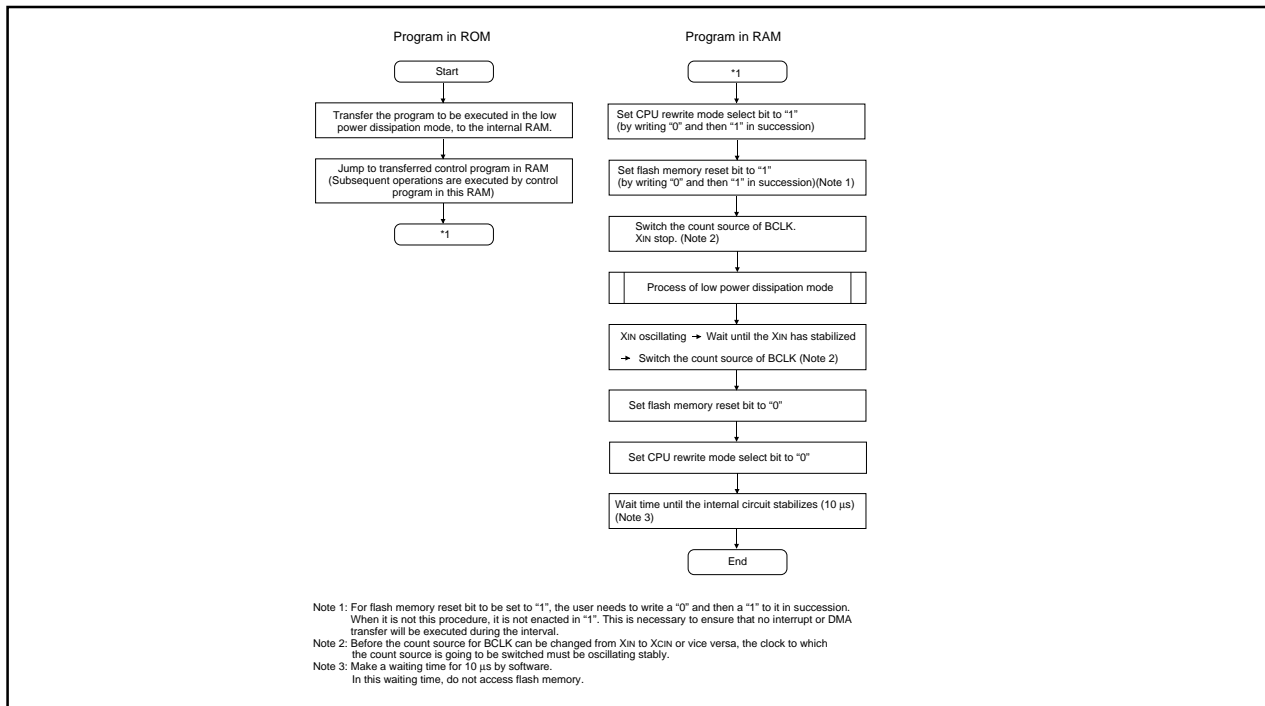 Program in ROM
Start
Transfer the program to be executed in the low
power dissipation mode, to the internal RAM.
Jump to transferred control program in RAM
(Subsequent operations are executed by control
program in this RAM)
*1
Program in RAM
*1
Set CPU rewrite mode select bit to “1”
(by writing “0” and then “1” in succession)
Set flash memory reset bit to “1”
(by writing “0” and then “1” in succession)(Note 1)
Switch the count source of BCLK.
XIN stop. (Note 2)
Process of low power dissipation mode
XIN oscillating → Wait until the XIN has stabilized
→ Switch the count source of BCLK (Note 2)
Set flash memory reset bit to “0”
Set CPU rewrite mode select bit to “0”
Wait time until the internal circuit stabilizes (10 μs)
(Note 3)
End
Note 1: For flash memory reset bit to be set to “1”, the user needs to write a “0” and then a “1” to it in succession.
When it is not this procedure, it is not enacted in “1”. This is necessary to ensure that no interrupt or DMA
transfer will be executed during the interval.
Note 2: Before the count source for BCLK can be changed from XIN to XCIN or vice versa, the clock to which
the count source is going to be switched must be oscillating stably.
Note 3: Make a waiting time for 10 μs by software.
In this waiting time, do not access flash memory.